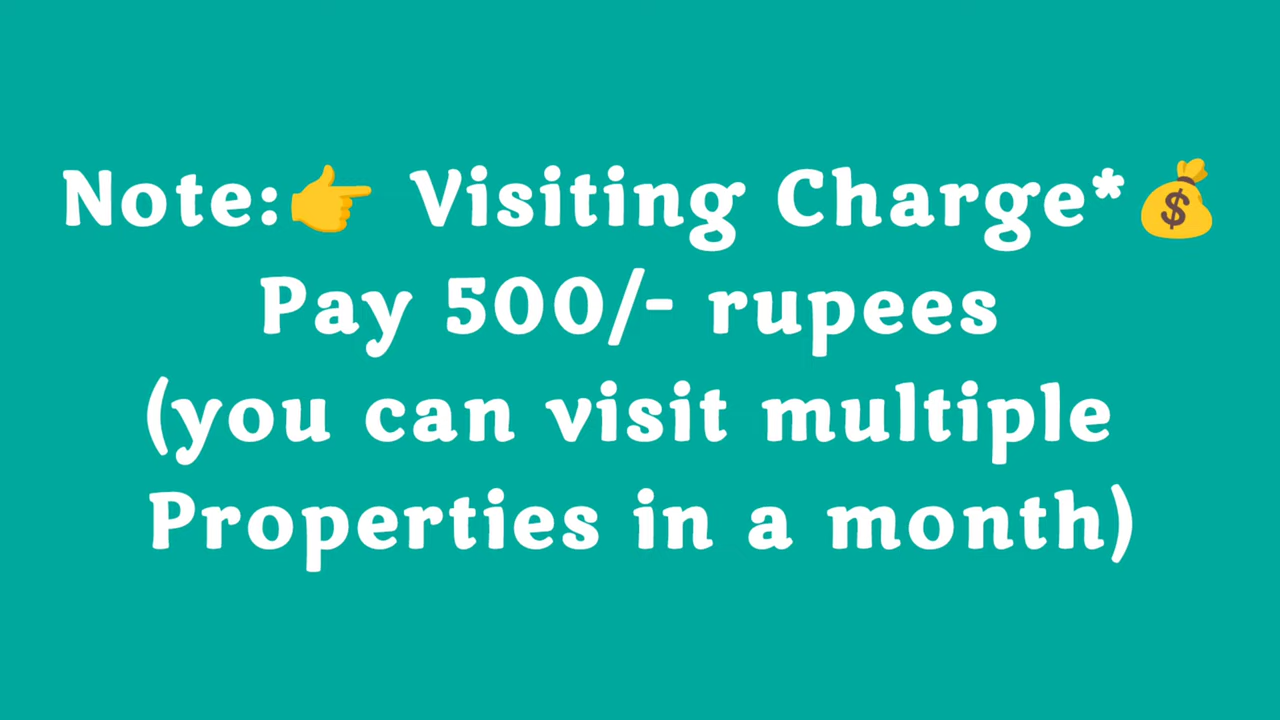 Note:👉 Visiting Charge*💰
Pay 500/- rupees
(you can visit multiple
Properties in a month)